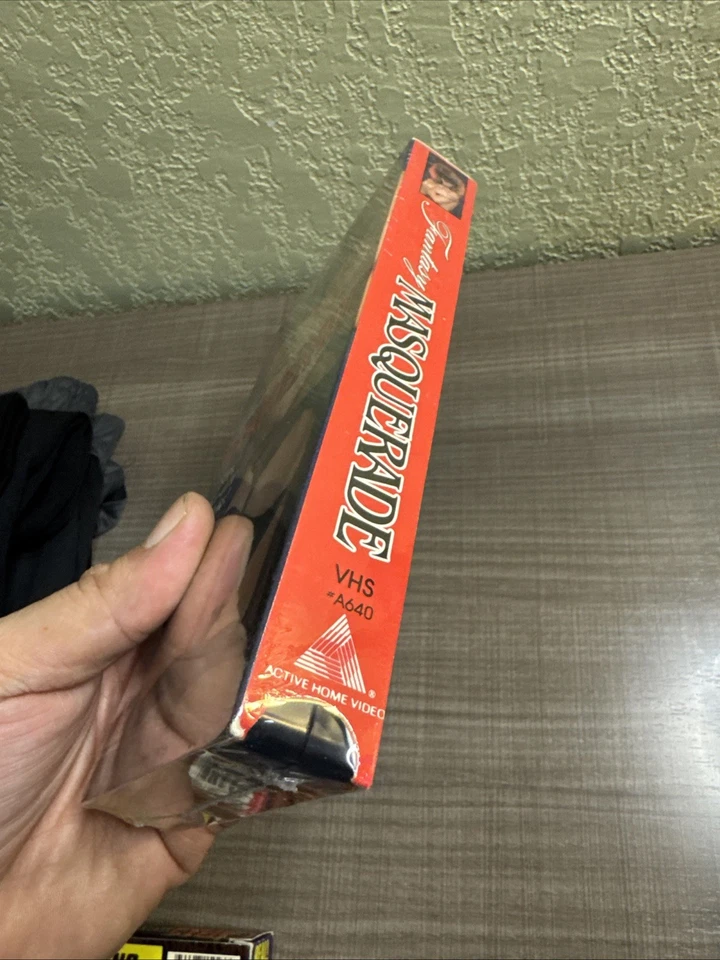 Fantasy MASQUERADE
VHS
#A640
ACTIVE HOME VIDEO
®